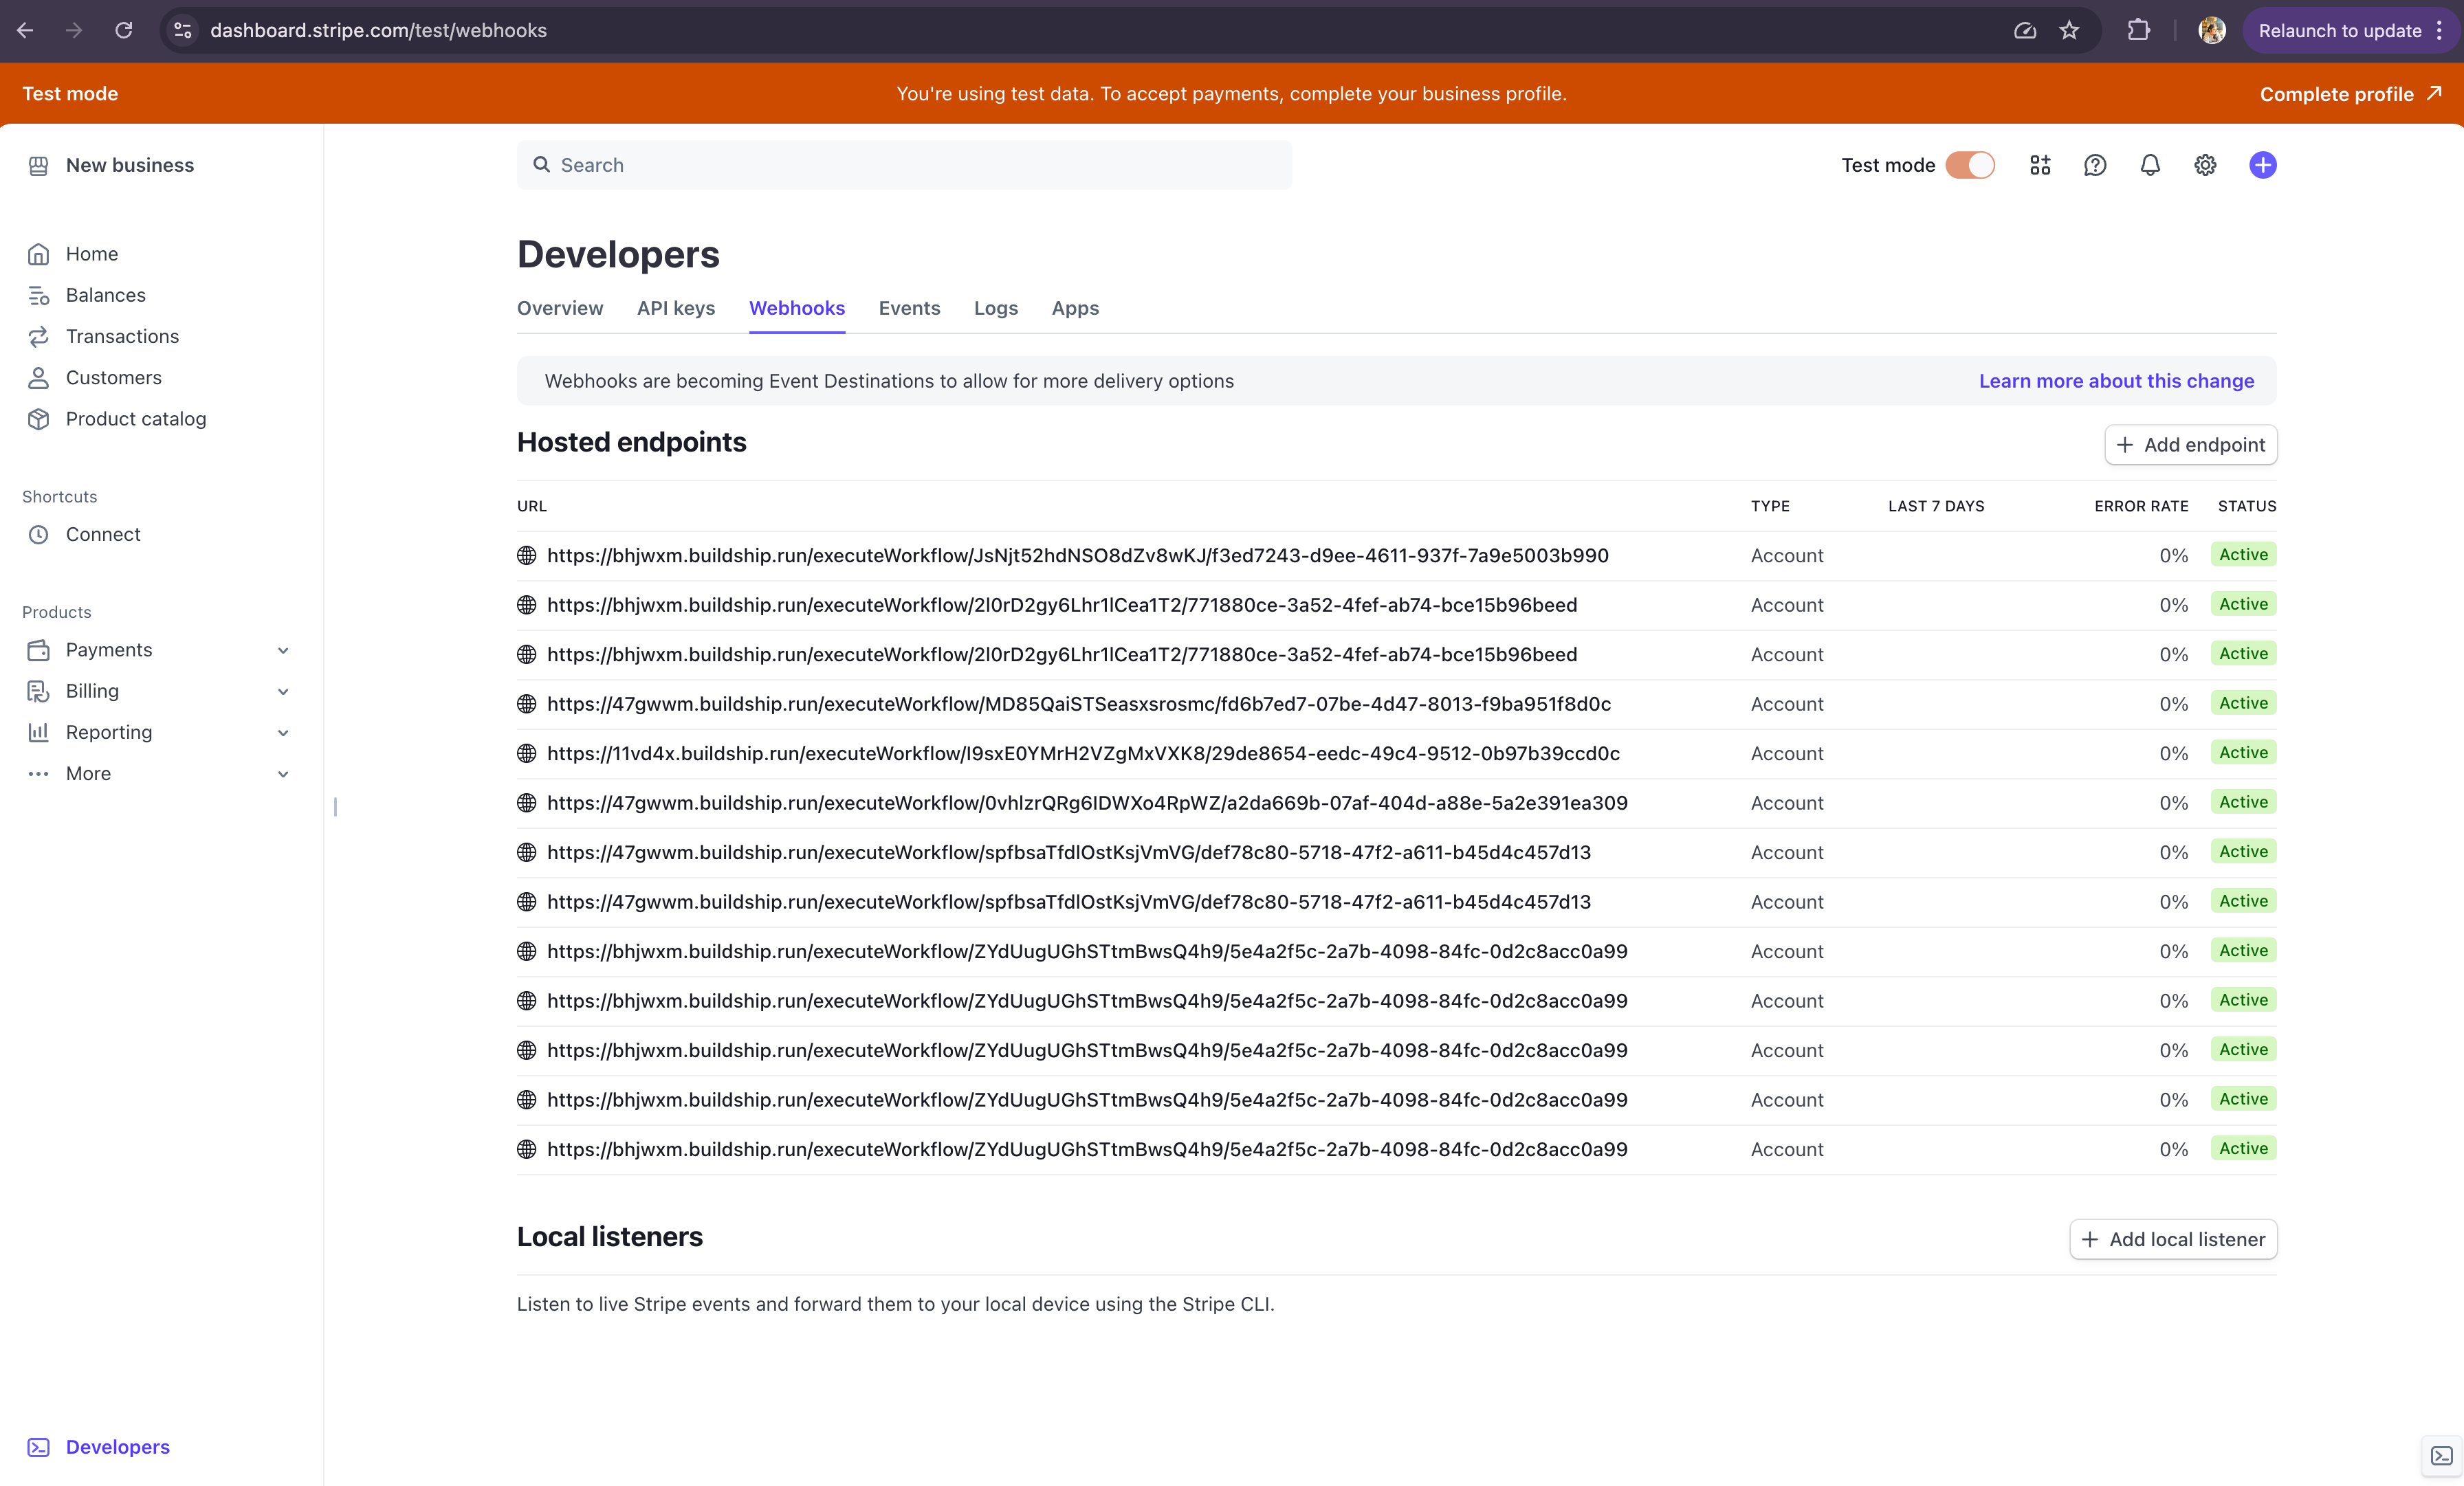 dashboard.stripe.com/test/webhooks
Relaunch to update
Test mode
You're using test data. To accept payments, complete your business profile.
Complete profile
New business
Search
Test mode
Home
Balances
Transactions
Customers
Product catalog
Shortcuts
Connect
Products
Payments
Billing
Reporting
More
Developers
Developers
Overview API keys Webhooks Events Logs Apps
Webhooks are becoming Event Destinations to allow for more delivery options
Learn more about this change
Hosted endpoints
Add endpoint
URL TYPE LAST 7 DAYS ERROR RATE STATUS
https://bhjwxm.buildship.run/executeWorkflow/JsNjt52hdNSO8dZv8wKJ/f3ed7243-d9ee-4611-937f-7a9e5003b990 Account 0% Active
https://bhjwxm.buildship.run/executeWorkflow/2l0rD2gy6Lhr1lCea1T2/771880ce-3a52-4fef-ab74-bce15b96beed Account 0% Active
https://bhjwxm.buildship.run/executeWorkflow/2l0rD2gy6Lhr1lCea1T2/771880ce-3a52-4fef-ab74-bce15b96beed Account 0% Active
https://47gwwm.buildship.run/executeWorkflow/MD85QaiSTSeasxsrosmc/fd6b7ed7-07be-4d47-8013-f9ba951f8d0c Account 0% Active
https://11vd4x.buildship.run/executeWorkflow/I9sxE0YMrH2VZgMxVXK8/29de8654-eedc-49c4-9512-0b97b39ccd0c Account 0% Active
https://47gwwm.buildship.run/executeWorkflow/0vhlzrQRg6IDWXo4RpWZ/a2da669b-07af-404d-a88e-5a2e391ea309 Account 0% Active
https://47gwwm.buildship.run/executeWorkflow/spfbsaTfdlOstKsjVmVG/def78c80-5718-47f2-a611-b45d4c457d13 Account 0% Active
https://47gwwm.buildship.run/executeWorkflow/spfbsaTfdlOstKsjVmVG/def78c80-5718-47f2-a611-b45d4c457d13 Account 0% Active
https://bhjwxm.buildship.run/executeWorkflow/ZYdUugUGhSTtmBwsQ4h9/5e4a2f5c-2a7b-4098-84fc-0d2c8acc0a99 Account 0% Active
https://bhjwxm.buildship.run/executeWorkflow/ZYdUugUGhSTtmBwsQ4h9/5e4a2f5c-2a7b-4098-84fc-0d2c8acc0a99 Account 0% Active
https://bhjwxm.buildship.run/executeWorkflow/ZYdUugUGhSTtmBwsQ4h9/5e4a2f5c-2a7b-4098-84fc-0d2c8acc0a99 Account 0% Active
https://bhjwxm.buildship.run/executeWorkflow/ZYdUugUGhSTtmBwsQ4h9/5e4a2f5c-2a7b-4098-84fc-0d2c8acc0a99 Account 0% Active
https://bhjwxm.buildship.run/executeWorkflow/ZYdUugUGhSTtmBwsQ4h9/5e4a2f5c-2a7b-4098-84fc-0d2c8acc0a99 Account 0% Active
Local listeners
Add local listener
Listen to live Stripe events and forward them to your local device using the Stripe CLI.